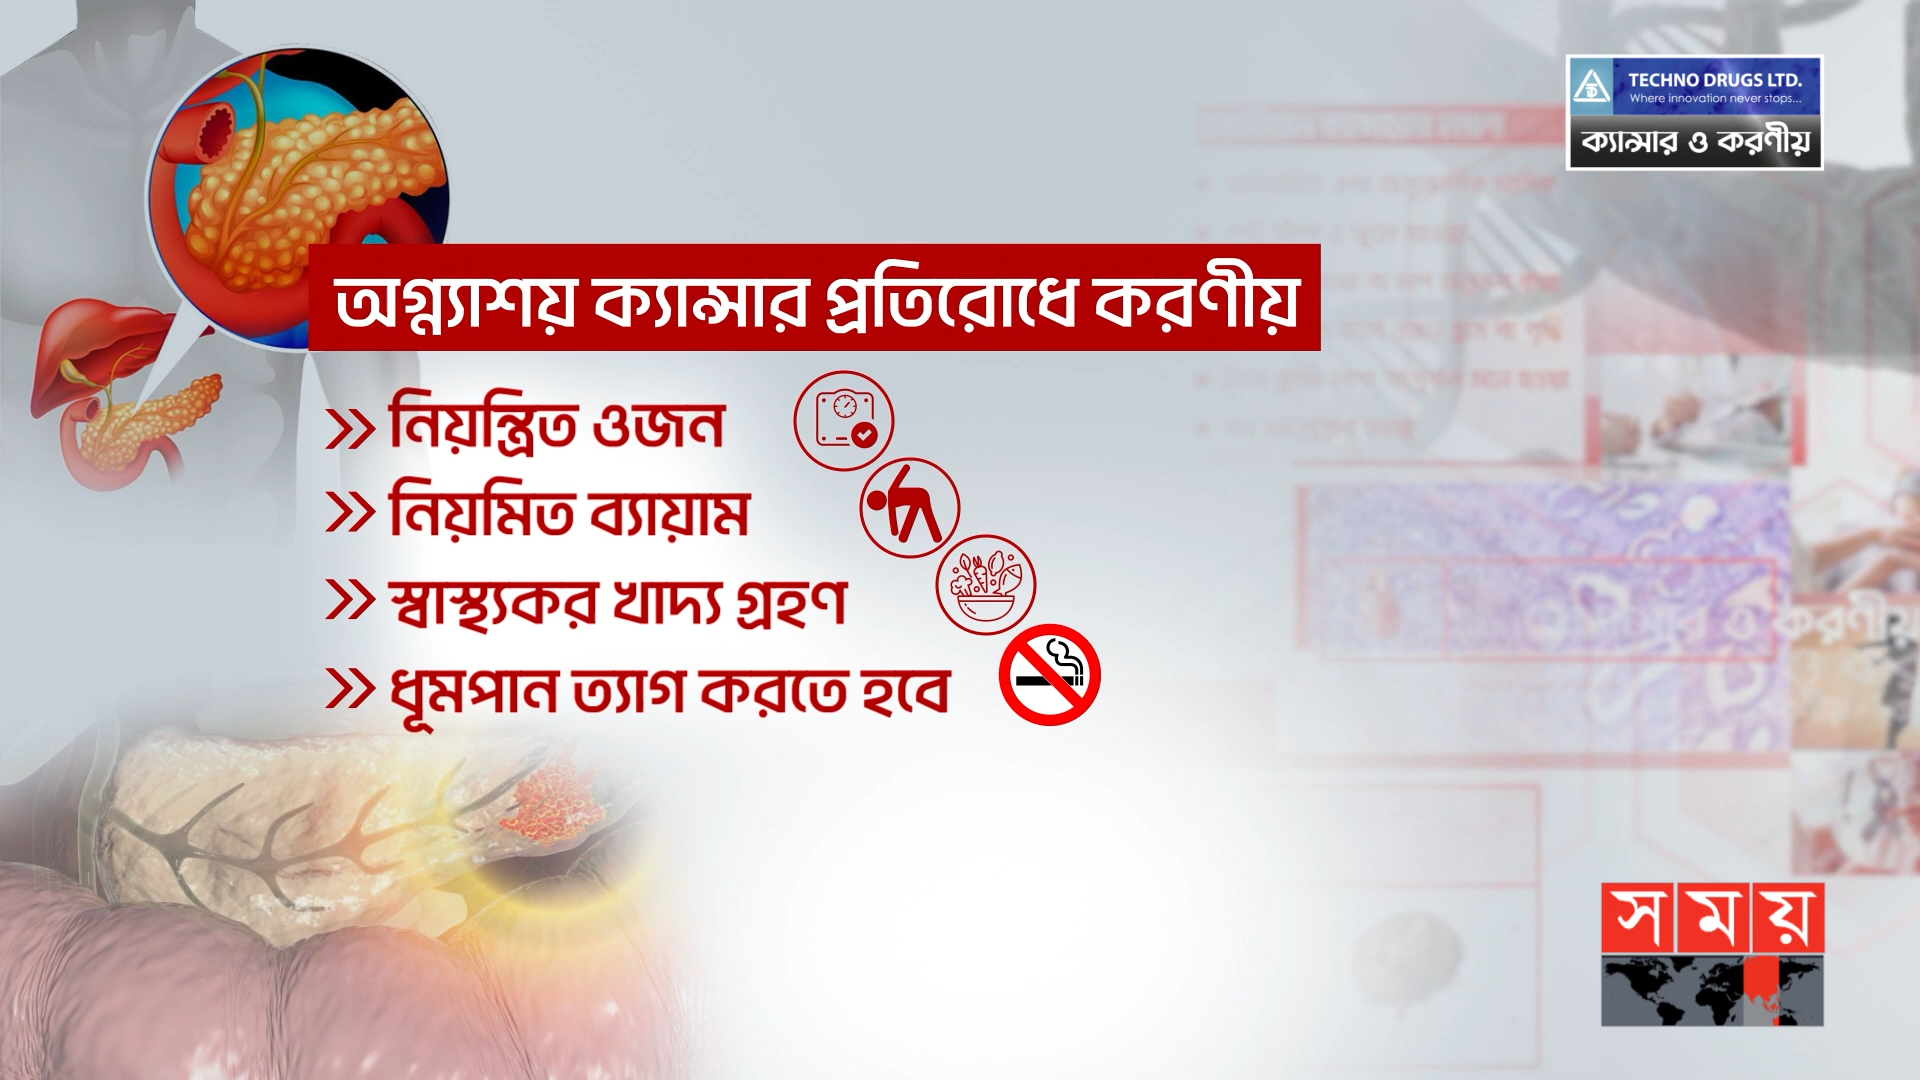 TECHNO DRUGS LTD.
Where innovation never stops...
ক্যান্সার ও করণীয়
অগ্ন্যাশয় ক্যান্সার প্রতিরোধে করণীয়
নিয়ন্ত্রিত ওজন
নিয়মিত ব্যায়াম
স্বাস্থ্যকর খাদ্য গ্রহণ
ধূমপান ত্যাগ করতে হবে
ও করণীয়
সময়